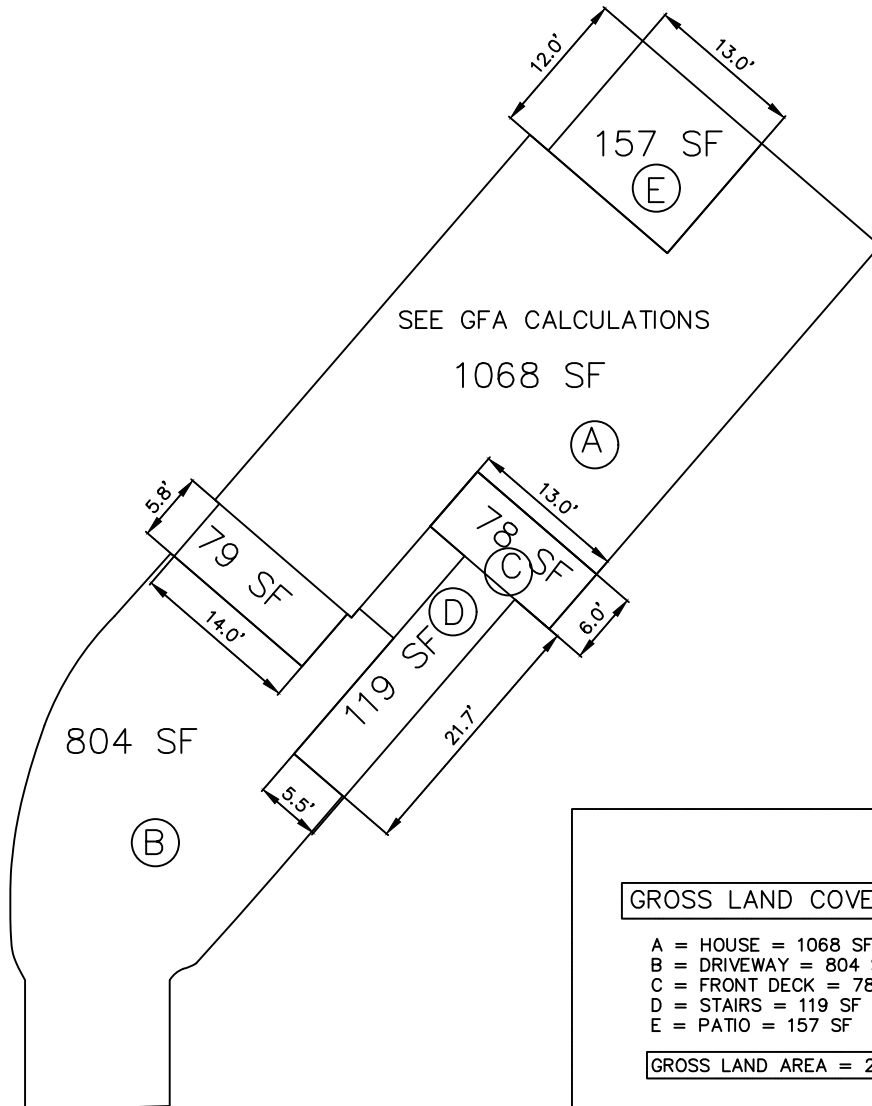 12.0'
13.0'
157 SF
E
SEE GFA CALCULATIONS
1068 SF
A
5.8'
79 SF
14.0'
13.0'
78 SF
C
D
6.0'
119 SF
21.7'
5.5'
804 SF
B
GROSS LAND COVE
A = HOUSE = 1068 SF
B = DRIVEWAY = 804
C = FRONT DECK = 78
D = STAIRS = 119 SF
E = PATIO = 157 SF
GROSS LAND AREA = 2